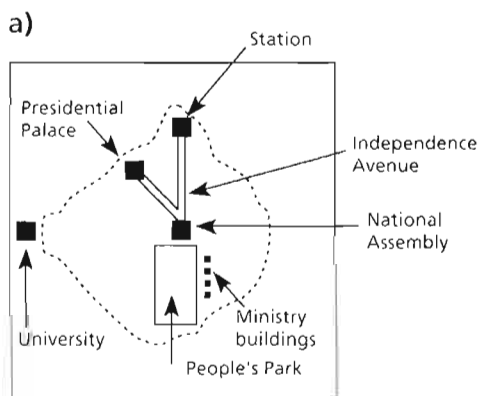 a)
Station
Presidential
Palace
Independence
Avenue
National
Assembly
University
Ministry
buildings
People's Park